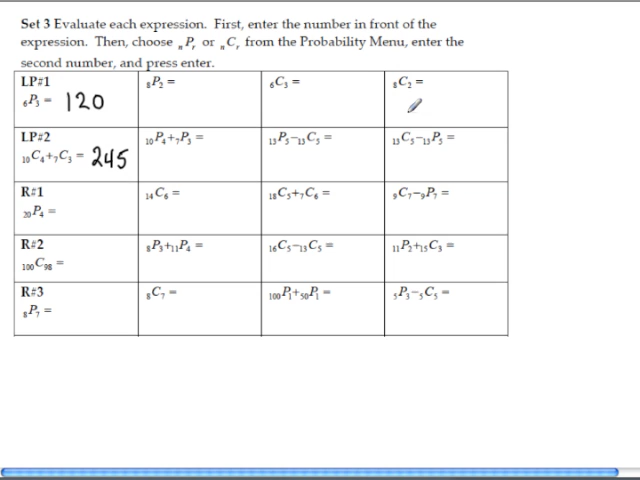 Set 3 Evaluate each expression. First, enter the number in front of the
expression. Then, choose ₙPᵣ or ₙCᵣ from the Probability Menu, enter the
second number, and press enter.
LP#1
₆P₃ = 120
₈P₂ =
₆C₃ =
₈C₂ =
LP#2
₁₀C₄+₇C₃ = 245
₁₀P₄+₇P₃ =
₁₃P₅−₁₃C₅ =
₁₃C₅−₁₃P₅ =
R#1
₂₀P₄ =
₁₄C₆ =
₁₈C₅+₇C₆ =
₉C₇−₉P₇ =
R#2
₁₀₀C₉₈ =
₈P₃+₁₁P₄ =
₁₆C₅−₁₃C₅ =
₁₁P₂+₁₅C₃ =
R#3
₈P₇ =
₈C₇ =
₁₀₀P₁+₅₀P₁ =
₅P₃−₅C₅ =